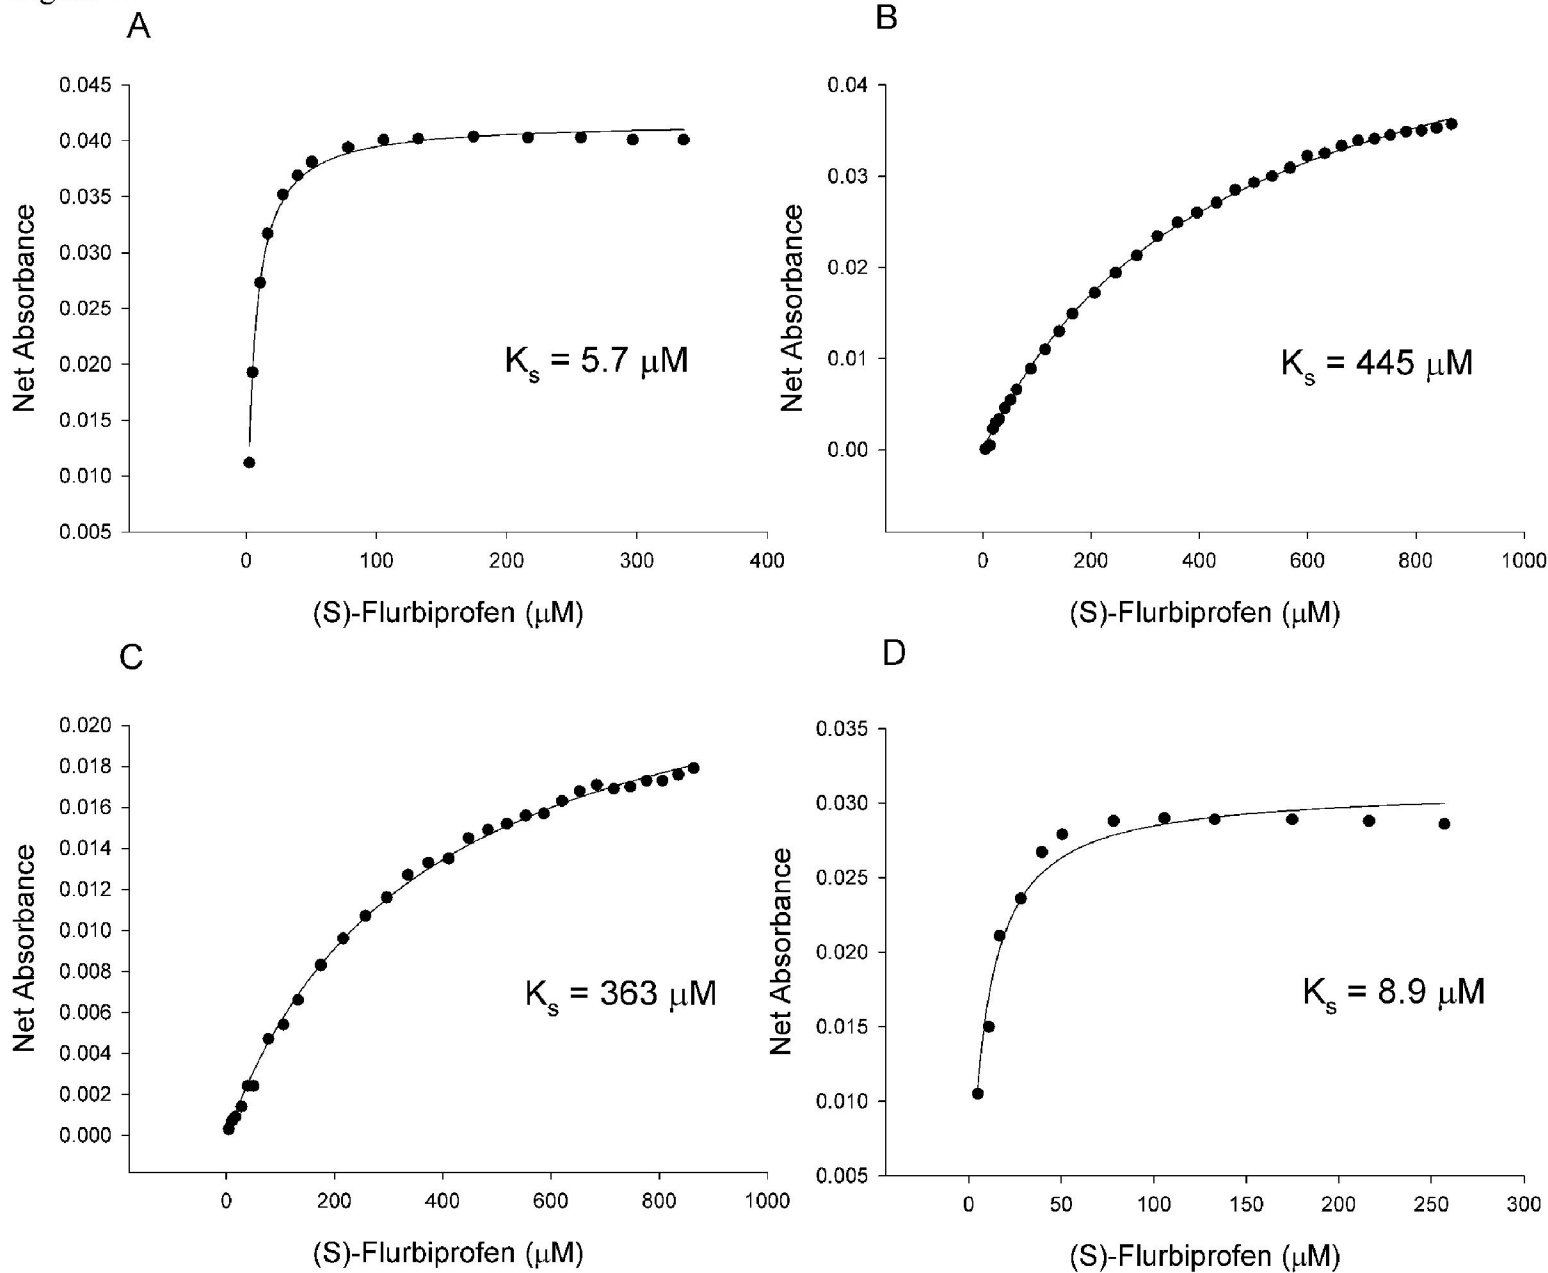 A
0.045
0.040
0.035
0.030
0.025
0.020
0.015
0.010
0.005
Net Absorbance
Ks = 5.7 μM
0 100 200 300 400
(S)-Flurbiprofen (μM)
B
0.04
0.03
0.02
0.01
0.00
Net Absorbance
Ks = 445 μM
0 200 400 600 800 1000
(S)-Flurbiprofen (μM)
C
0.020
0.018
0.016
0.014
0.012
0.010
0.008
0.006
0.004
0.002
0.000
Net Absorbance
Ks = 363 μM
0 200 400 600 800 1000
(S)-Flurbiprofen (μM)
D
0.035
0.030
0.025
0.020
0.015
0.010
0.005
Net Absorbance
Ks = 8.9 μM
0 50 100 150 200 250 300
(S)-Flurbiprofen (μM)